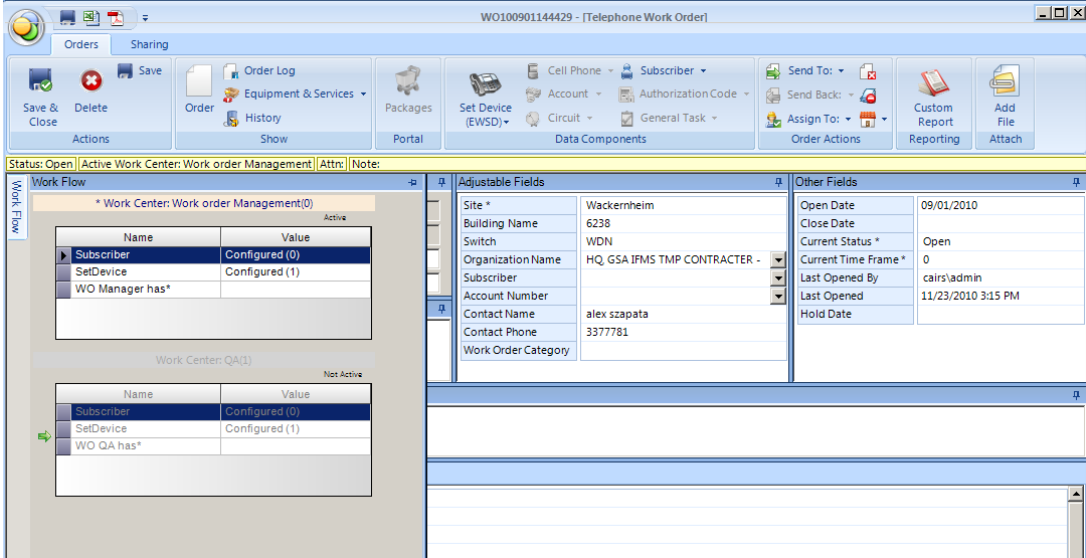 WO100901144429 - [Telephone Work Order]
Orders
Sharing
Save & Close
Delete
Save
Actions
Order
Order Log
Equipment & Services
History
Show
Packages
Portal
Set Device (EWSD)
Cell Phone
Subscriber
Account
Authorization Code
Circuit
General Task
Data Components
Send To:
Send Back:
Assign To:
Order Actions
Custom Report
Reporting
Add File
Attach
Status: Open
Active Work Center: Work order Management
Attn:
Note:
Work Flow
Work Flow
* Work Center: Work order Management(0)
Active
Name Value
Subscriber Configured (0)
SetDevice Configured (1)
WO Manager has*
Work Center: QA(1)
Not Active
Name Value
Subscriber Configured (0)
SetDevice Configured (1)
WO QA has*
Adjustable Fields
Site * Wackernheim
Building Name 6238
Switch WDN
Organization Name HQ, GSA IFMS TMP CONTRACTER -
Subscriber
Account Number
Contact Name alex szapata
Contact Phone 3377781
Work Order Category
Other Fields
Open Date 09/01/2010
Close Date
Current Status * Open
Current Time Frame * 0
Last Opened By cairs\admin
Last Opened 11/23/2010 3:15 PM
Hold Date